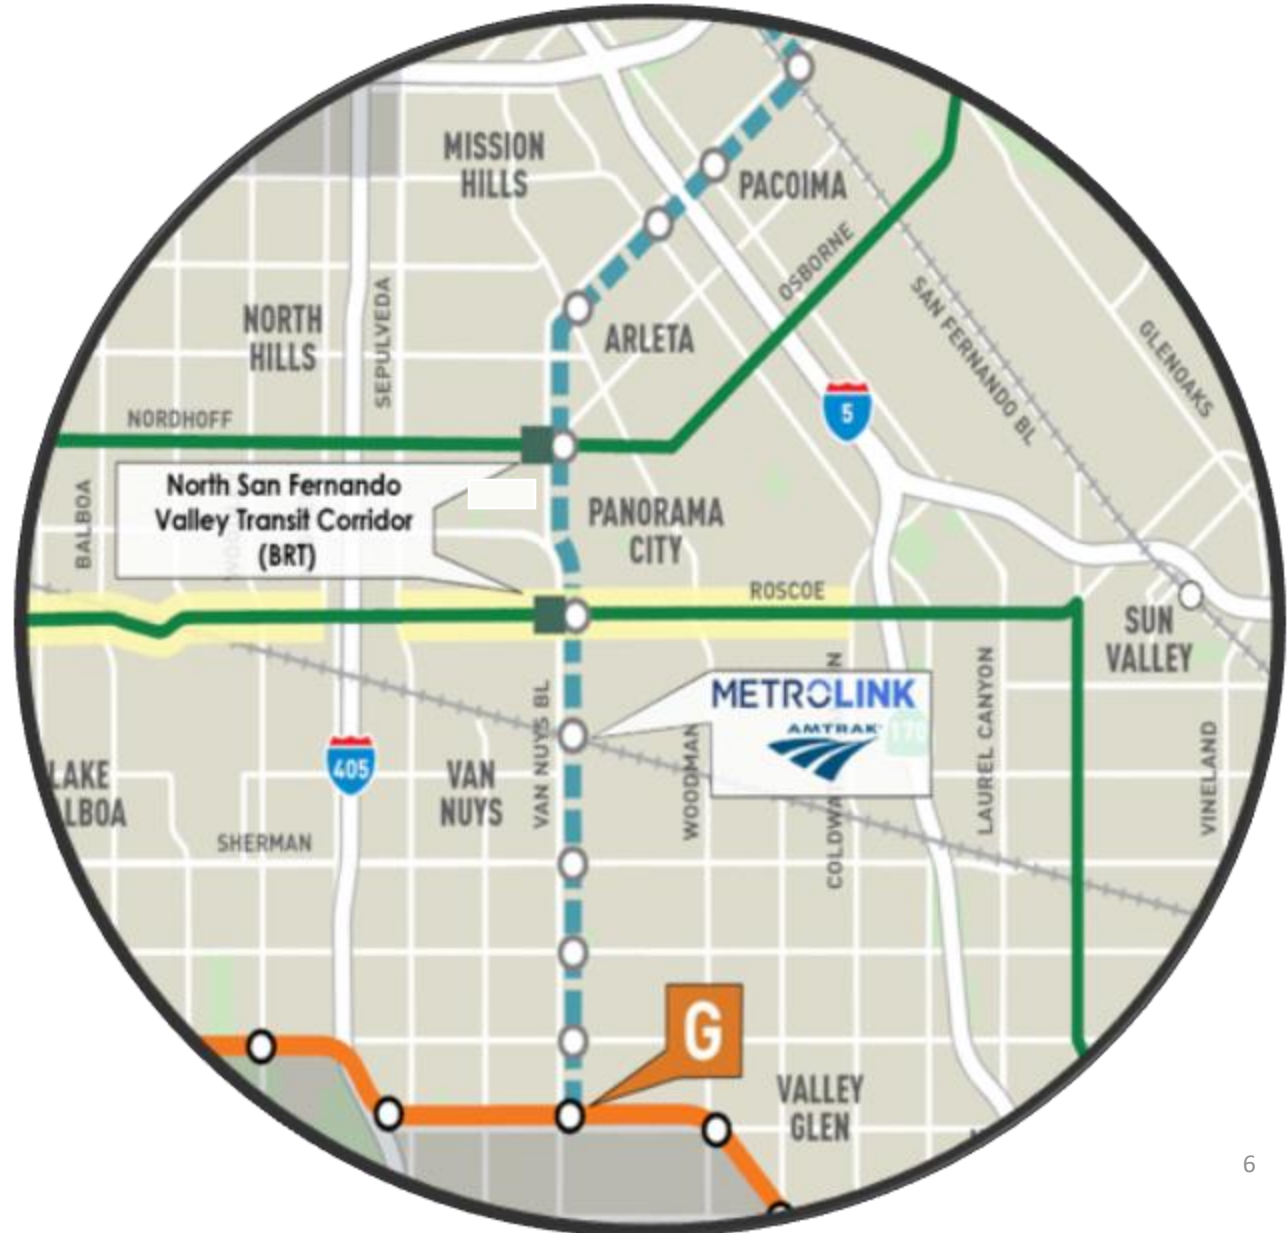 MISSION
HILLS
PACOIMA
OSBORNE
NORTH
HILLS
SEPULVEDA
ARLETA
SAN FERNANDO BL
GLENOAKS
5
NORDHOFF
BALBOA
North San Fernando
Valley Transit Corridor
(BRT)
PANORAMA
CITY
ROSCOE
SUN
VALLEY
METROLINK
AMTRAK
170
VAN NUYS BL
WOODMAN
LAUREL CANYON
VINELAND
405
LAKE
VAN
NUYS
SHERMAN
G
VALLEY
GLEN
6